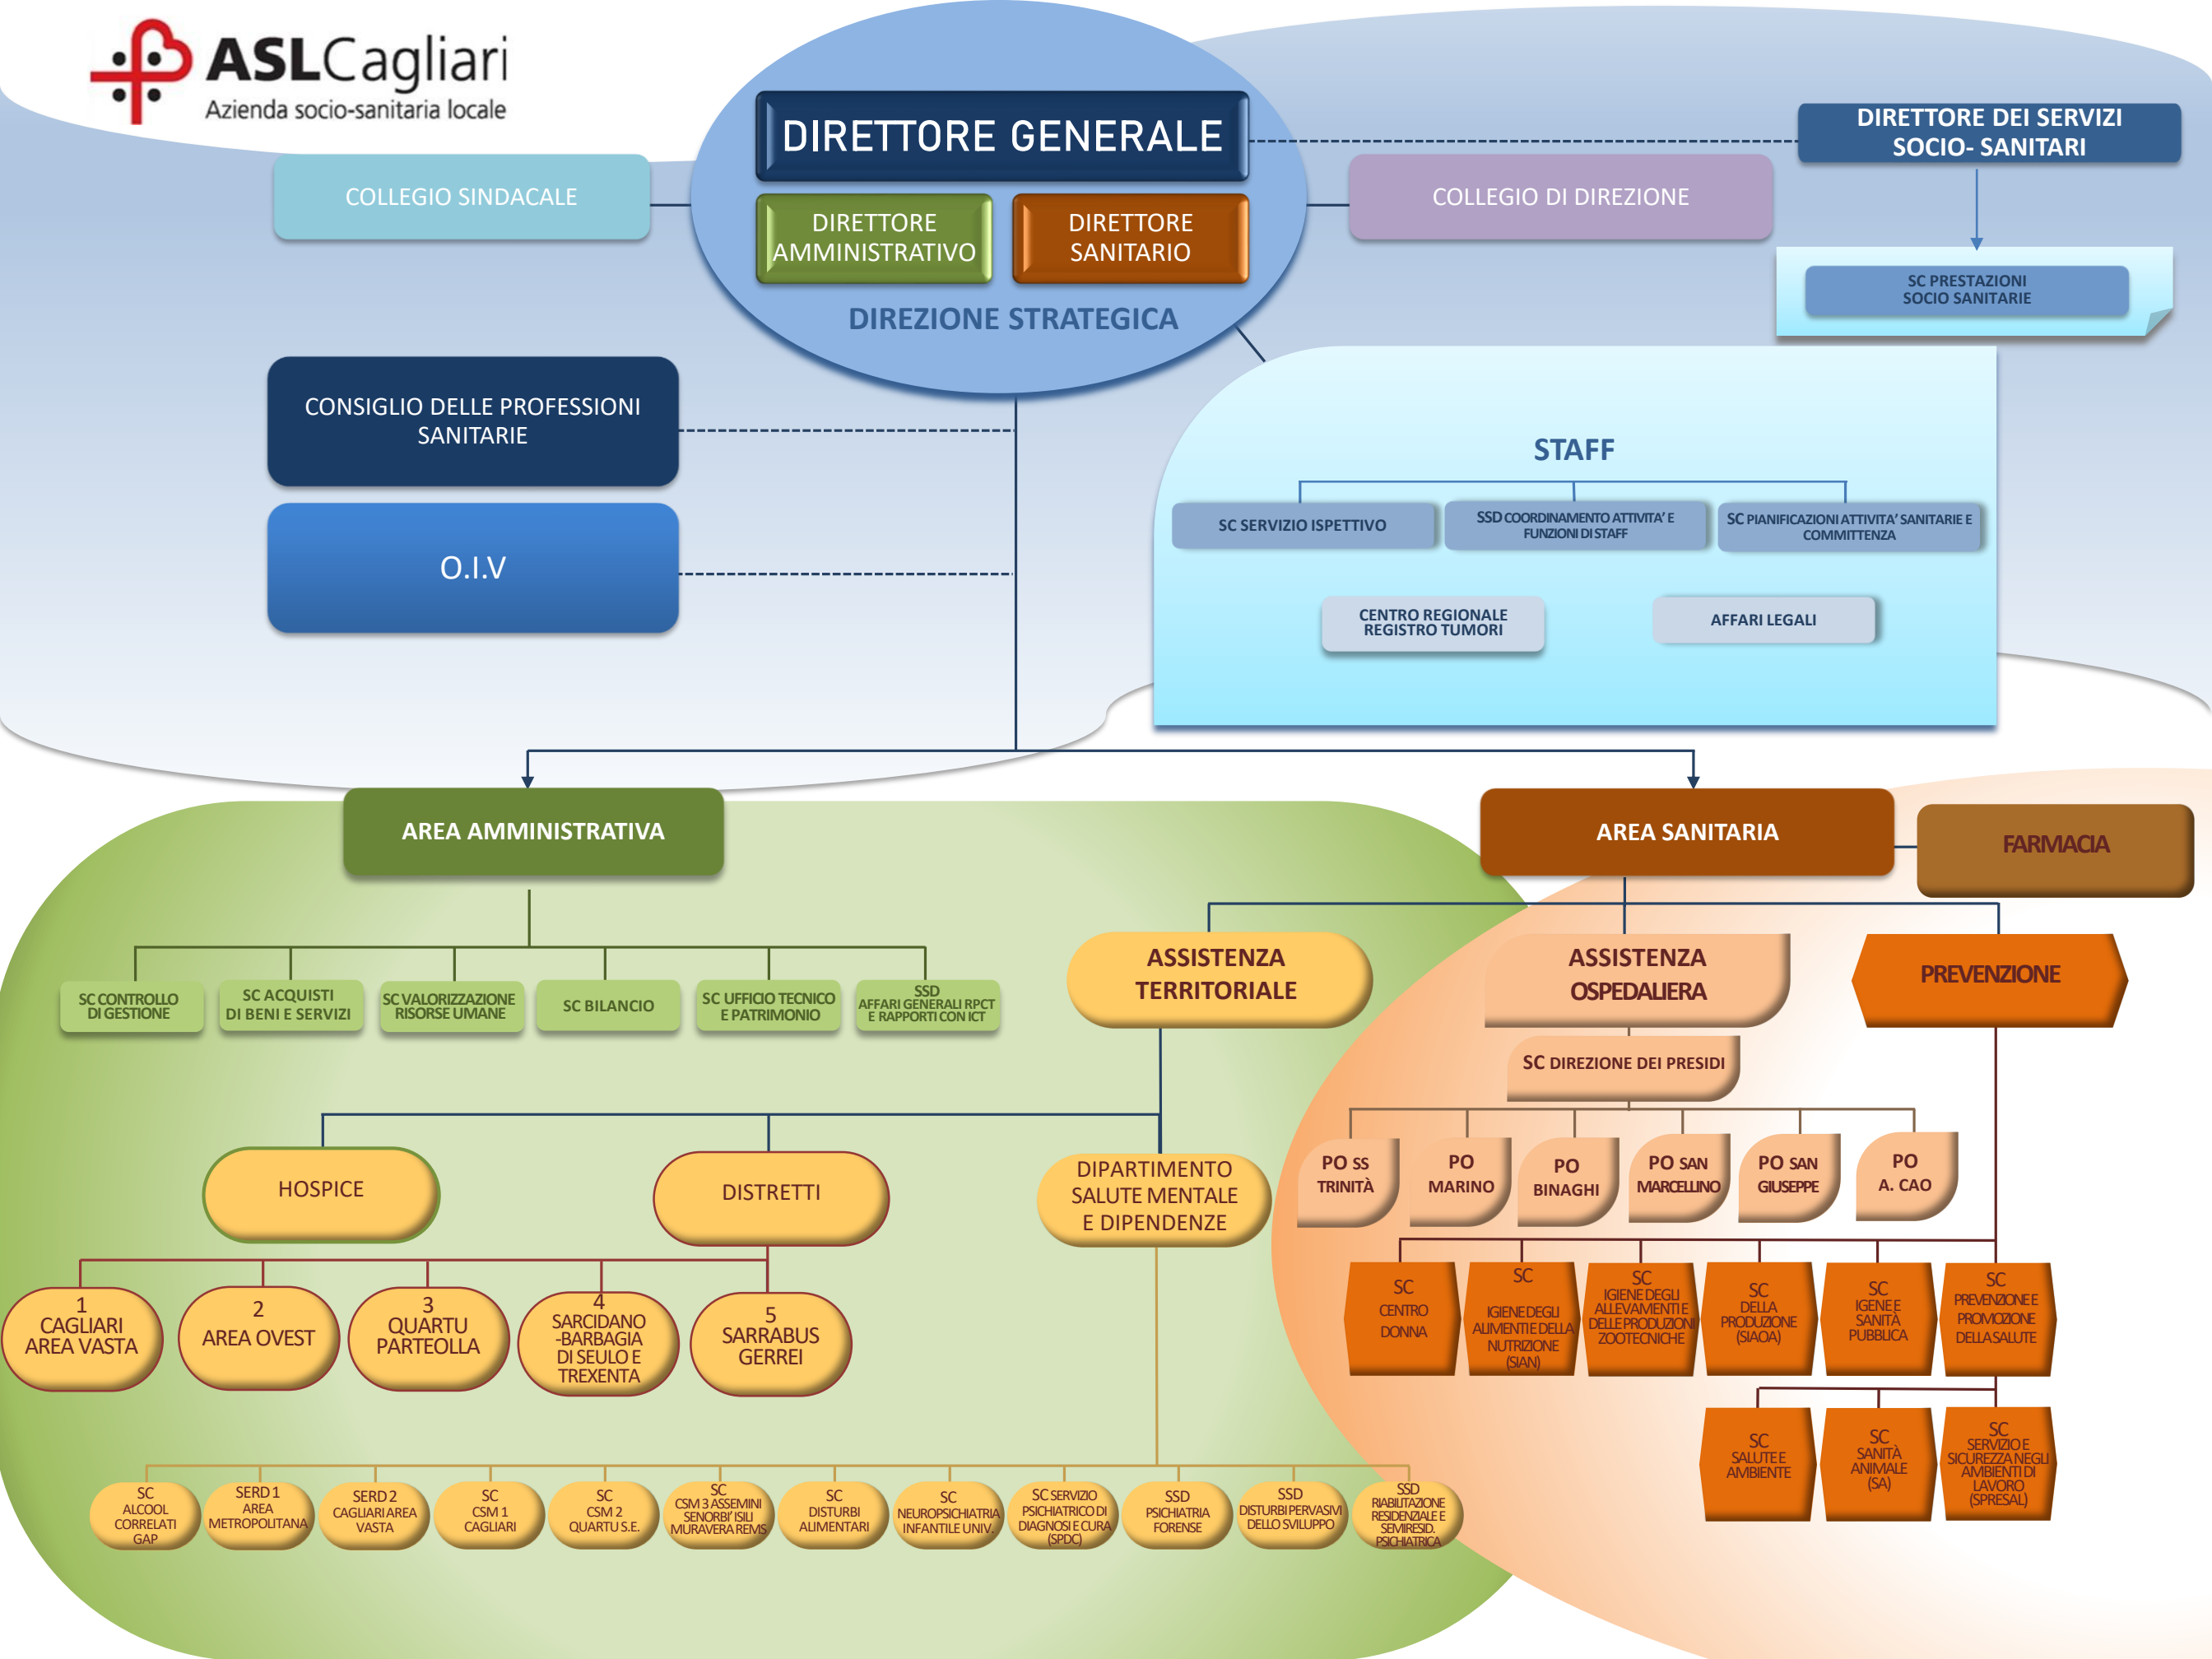 ASLCagliari
Azienda socio-sanitaria locale
DIRETTORE GENERALE
DIRETTORE
AMMINISTRATIVO
DIRETTORE
SANITARIO
DIREZIONE STRATEGICA
DIRETTORE DEI SERVIZI
SOCIO- SANITARI
COLLEGIO SINDACALE
COLLEGIO DI DIREZIONE
SC PRESTAZIONI
SOCIO SANITARIE
CONSIGLIO DELLE PROFESSIONI
SANITARIE
O.I.V
STAFF
SC SERVIZIO ISPETTIVO
SSD COORDINAMENTO ATTIVITA' E
FUNZIONI DI STAFF
SC PIANIFICAZIONI ATTIVITA' SANITARIE E
COMMITTENZA
CENTRO REGIONALE
REGISTRO TUMORI
AFFARI LEGALI
AREA AMMINISTRATIVA
AREA SANITARIA
FARMACIA
SC CONTROLLO
DI GESTIONE
SC ACQUISTI
DI BENI E SERVIZI
SC VALORIZZAZIONE
RISORSE UMANE
SC BILANCIO
SC UFFICIO TECNICO
E PATRIMONIO
SSD
AFFARI GENERALI RPCT
E RAPPORTI CON ICT
ASSISTENZA
TERRITORIALE
ASSISTENZA
OSPEDALIERA
PREVENZIONE
SC DIREZIONE DEI PRESIDI
PO SS
TRINITÀ
PO
MARINO
PO
BINAGHI
PO SAN
MARCELLINO
PO SAN
GIUSEPPE
PO
A. CAO
HOSPICE
DISTRETTI
DIPARTIMENTO
SALUTE MENTALE
E DIPENDENZE
1
CAGLIARI
AREA VASTA
2
AREA OVEST
3
QUARTU
PARTEOLLA
4
SARCIDANO
-BARBAGIA
DI SEULO E
TREXENTA
5
SARRABUS
GERREI
SC
CENTRO
DONNA
SC
IGIENE DEGLI
ALIMENTI E DELLA
NUTRIZIONE
(SIAN)
SC
IGIENE DEGLI
ALLEVAMENTI E
DELLE PRODUZIONI
ZOOTECNICHE
SC
DELLA
PRODUZIONE
(SIAOA)
SC
IGENE E
SANITÀ
PUBBLICA
SC
PREVENZIONE E
PROMOZIONE
DELLA SALUTE
SC
SALUTE E
AMBIENTE
SC
SANITÀ
ANIMALE
(SA)
SC
SERVIZIO E
SICUREZZA NEGLI
AMBIENTI DI
LAVORO
(SPRESAL)
SC
ALCOOL
CORRELATI
GAP
SERD 1
AREA
METROPOLITANA
SERD 2
CAGLIARI AREA
VASTA
SC
CSM 1
CAGLIARI
SC
CSM 2
QUARTU S.E.
SC
CSM 3 ASSEMINI
SENORBI' ISILI
MURAVERA REMS
SC
DISTURBI
ALIMENTARI
SC
NEUROPSICHIATRIA
INFANTILE UNIV.
SC SERVIZIO
PSICHIATRICO DI
DIAGNOSI E CURA
(SPDC)
SSD
PSICHIATRIA
FORENSE
SSD
DISTURBI PERVASIVI
DELLO SVILUPPO
SSD
RIABILITAZIONE
RESIDENZIALE E
SEMIRESID.
PSICHIATRICA